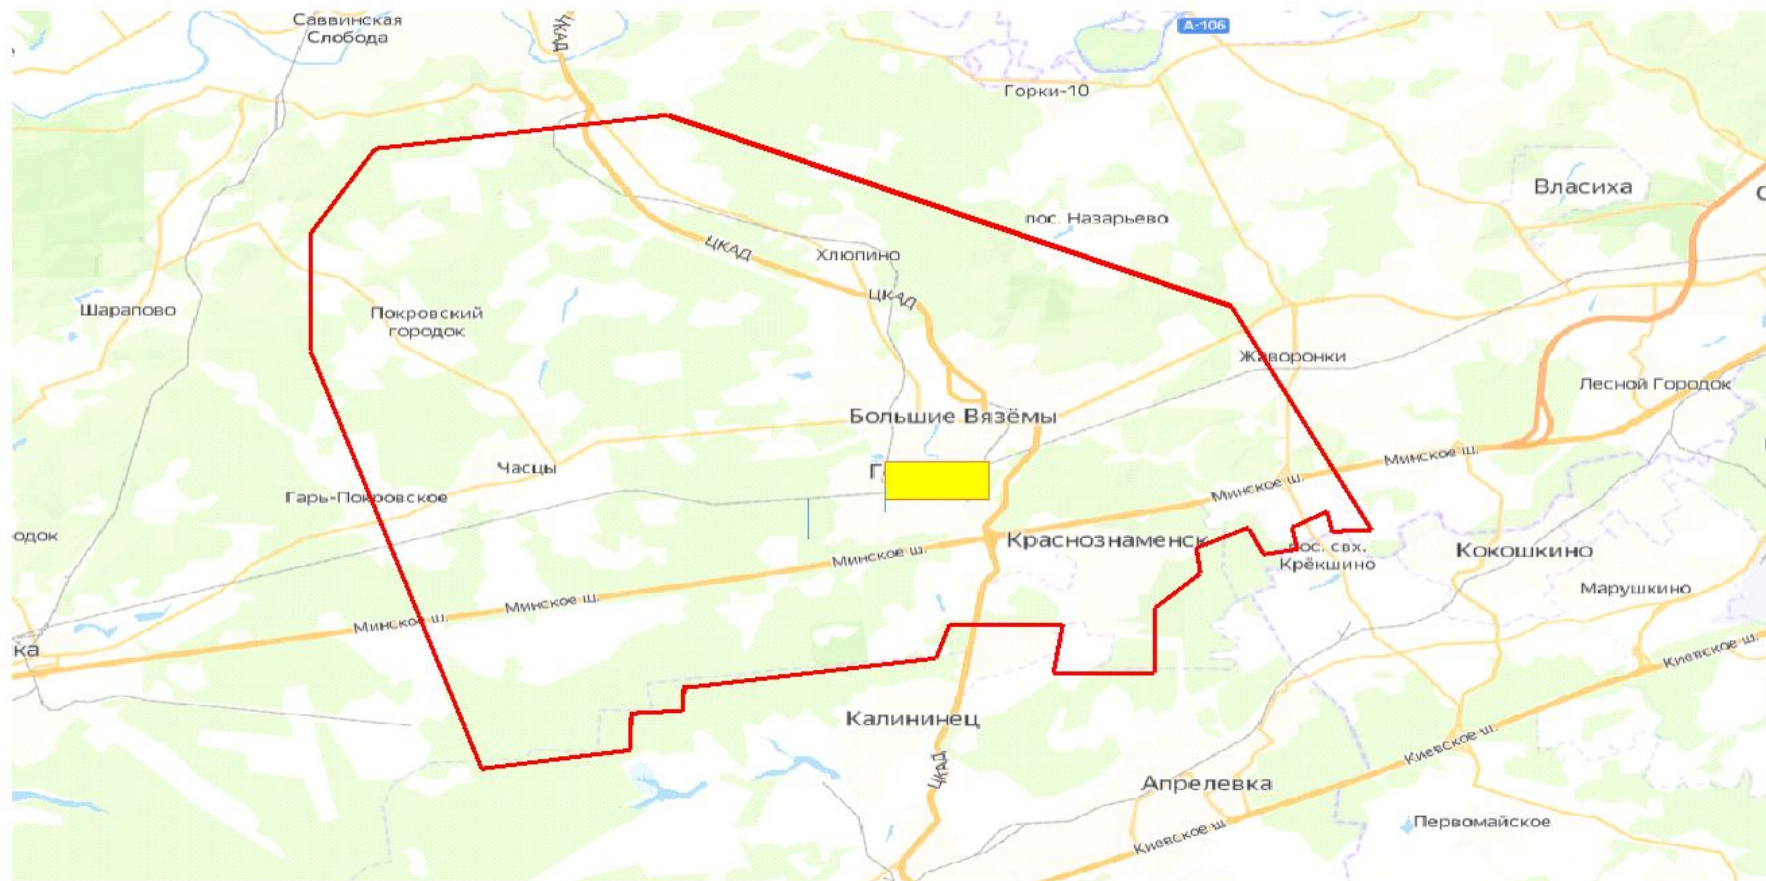 Саввинская
Слобода
ЦКАД
А-106
Горки-10
Власиха
пос. Назарьево
ЦКАД
Хлюпино
ЦКАД
Шарапово
Покровский
городок
Жаворонки
Лесной Городок
Большие Вязёмы
Минское ш.
Часцы
Г
Гарь-Покровское
Минское ш.
одок
Краснознаменск
Минское ш.
пос. свх.
Крёкшино
Кокошкино
Марушкино
Минское ш.
Минское ш.
ка
Киевское ш.
Калининец
Киевское ш.
ЦКАД
Апрелевка
Первомайское
Киевское ш.